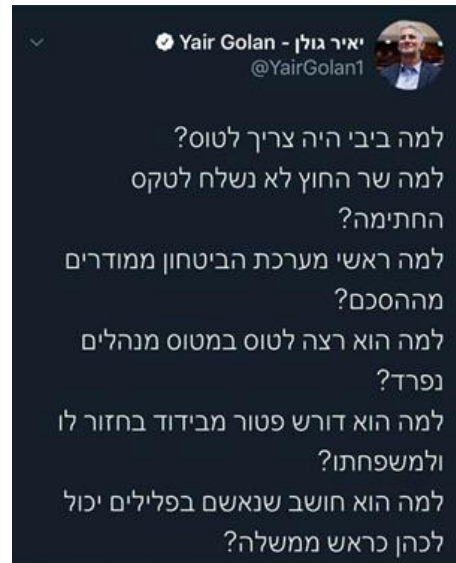 יאיר גולן - Yair Golan
@YairGolan1
למה ביבי היה צריך לטוס?
למה שר החוץ לא נשלח לטקס
החתימה?
למה ראשי מערכת הביטחון ממודרים
מההסכם?
למה הוא רצה לטוס במטוס מנהלים
נפרד?
למה הוא דורש פטור מבידוד בחזור לו
ולמשפחתו?
למה הוא חושב שנאשם בפלילים יכול
לכהן כראש ממשלה?